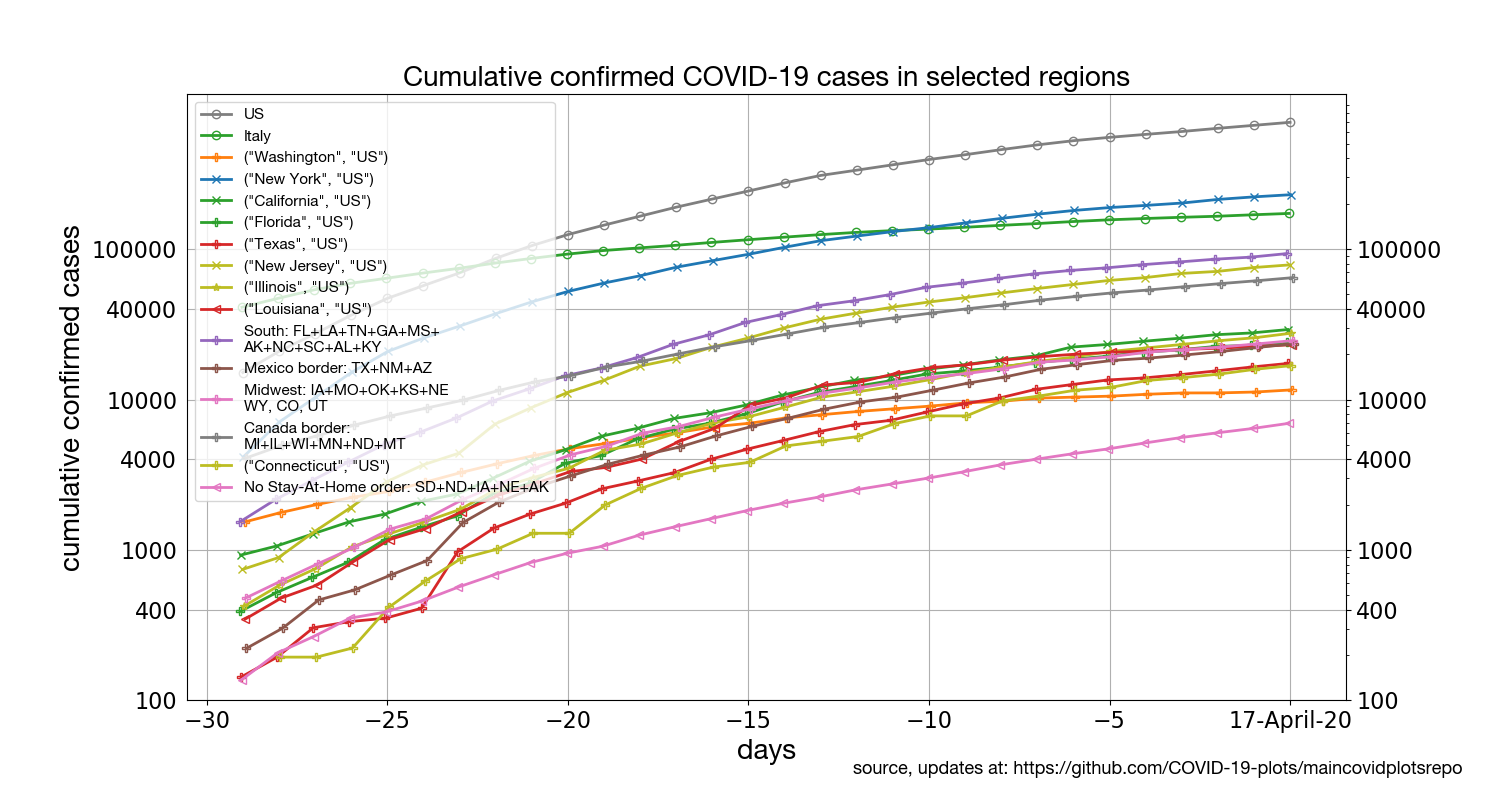 Cumulative confirmed COVID-19 cases in selected regions
US
Italy
("Washington", "US")
("New York", "US")
("California", "US")
("Florida", "US")
("Texas", "US")
("New Jersey", "US")
("Illinois", "US")
("Louisiana", "US")
South: FL+LA+TN+GA+MS+
AK+NC+SC+AL+KY
Mexico border: TX+NM+AZ
Midwest: IA+MO+OK+KS+NE
WY, CO, UT
Canada border:
MI+IL+WI+MN+ND+MT
("Connecticut", "US")
No Stay-At-Home order: SD+ND+IA+NE+AK
cumulative confirmed cases
100000
40000
10000
4000
1000
400
100
100000
40000
10000
4000
1000
400
100
−30
−25
−20
−15
−10
−5
17-April-20
days
source, updates at: https://github.com/COVID-19-plots/maincovidplotsrepo